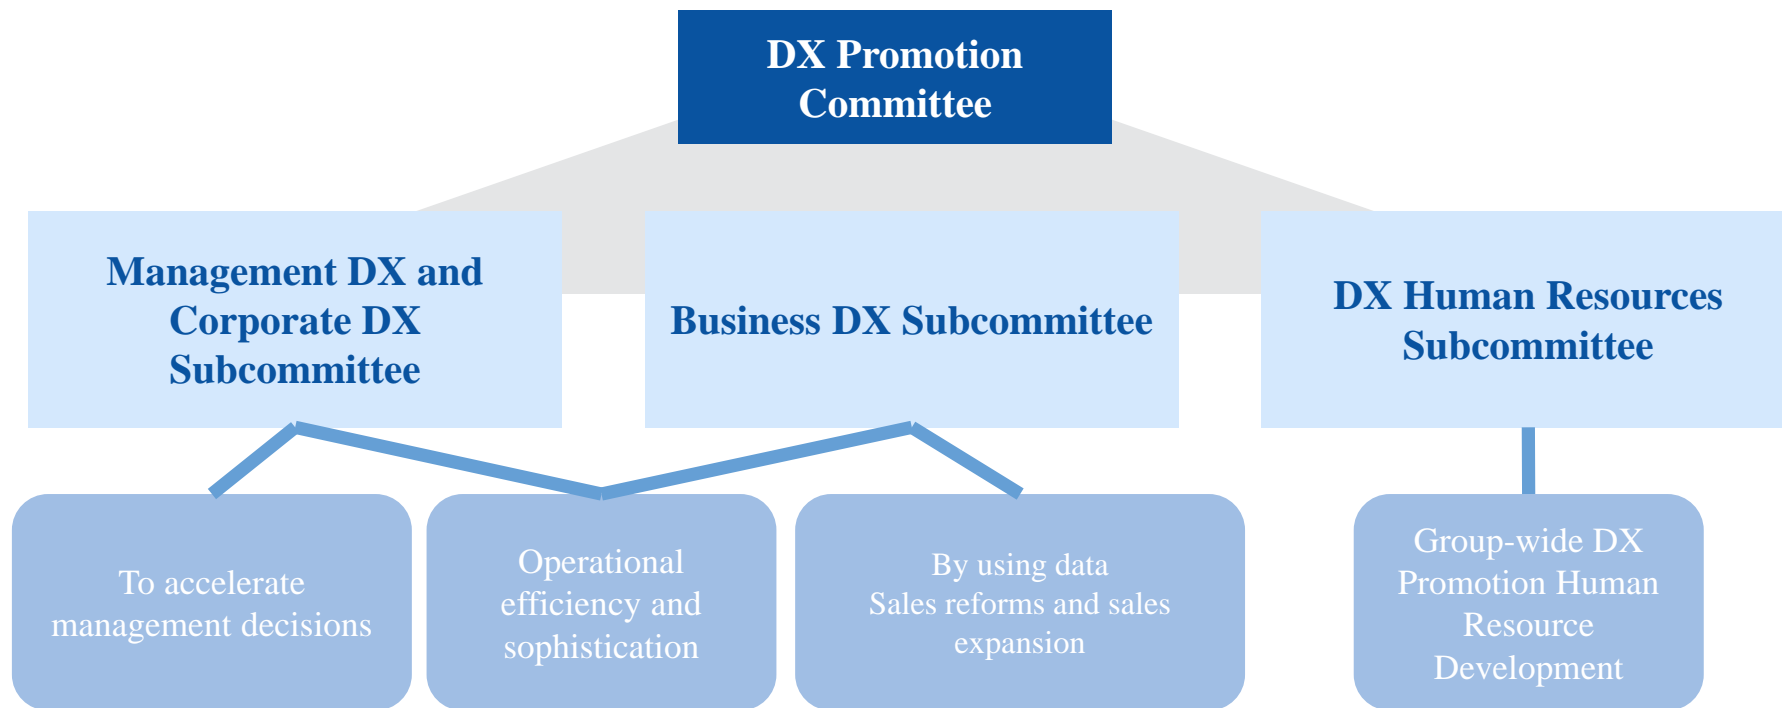 DX Promotion
Committee
Management DX and
Corporate DX
Subcommittee
Business DX Subcommittee
DX Human Resources
Subcommittee
To accelerate
management decisions
Operational
efficiency and
sophistication
By using data
Sales reforms and sales
expansion
Group-wide DX
Promotion Human
Resource
Development